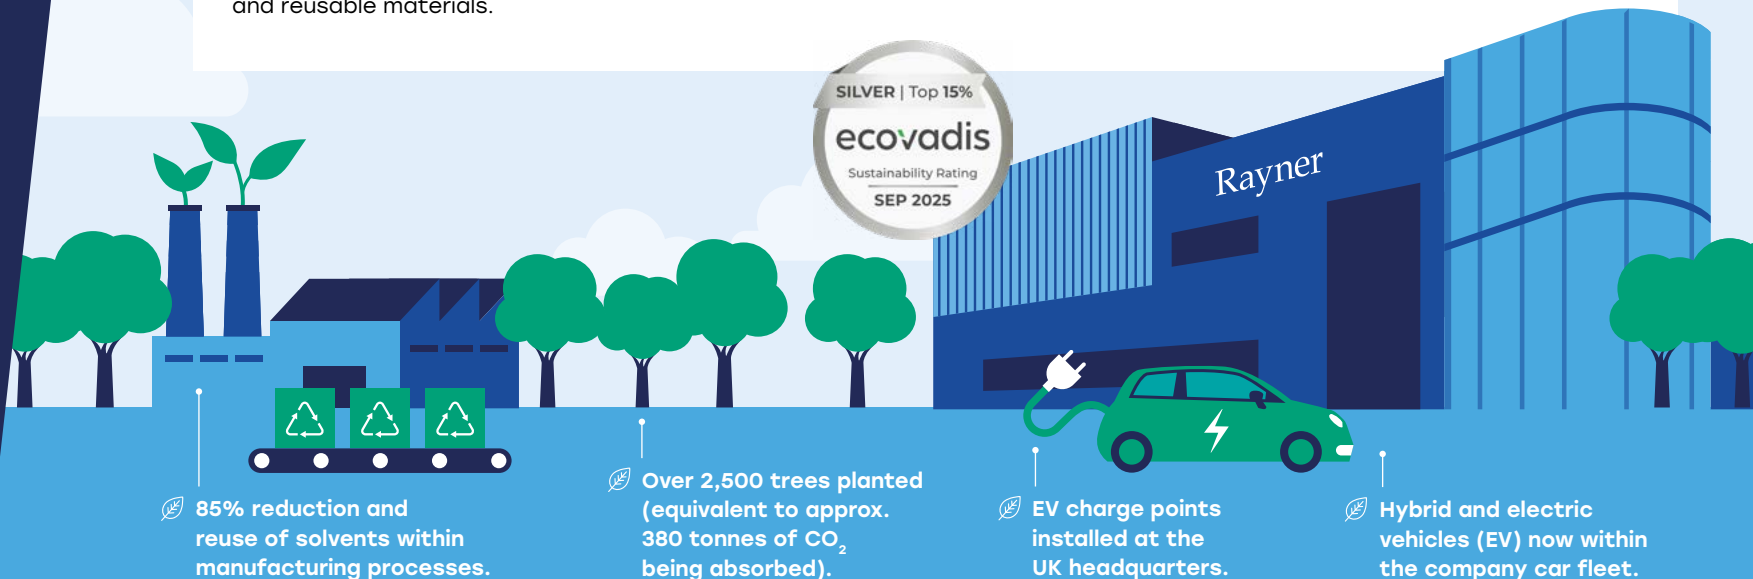 and reusable materials.
SILVER | Top 15%
ecovadis
Sustainability Rating
SEP 2025
Rayner
85% reduction and
reuse of solvents within
manufacturing processes.
Over 2,500 trees planted
(equivalent to approx.
380 tonnes of CO₂
being absorbed).
EV charge points
installed at the
UK headquarters.
Hybrid and electric
vehicles (EV) now within
the company car fleet.